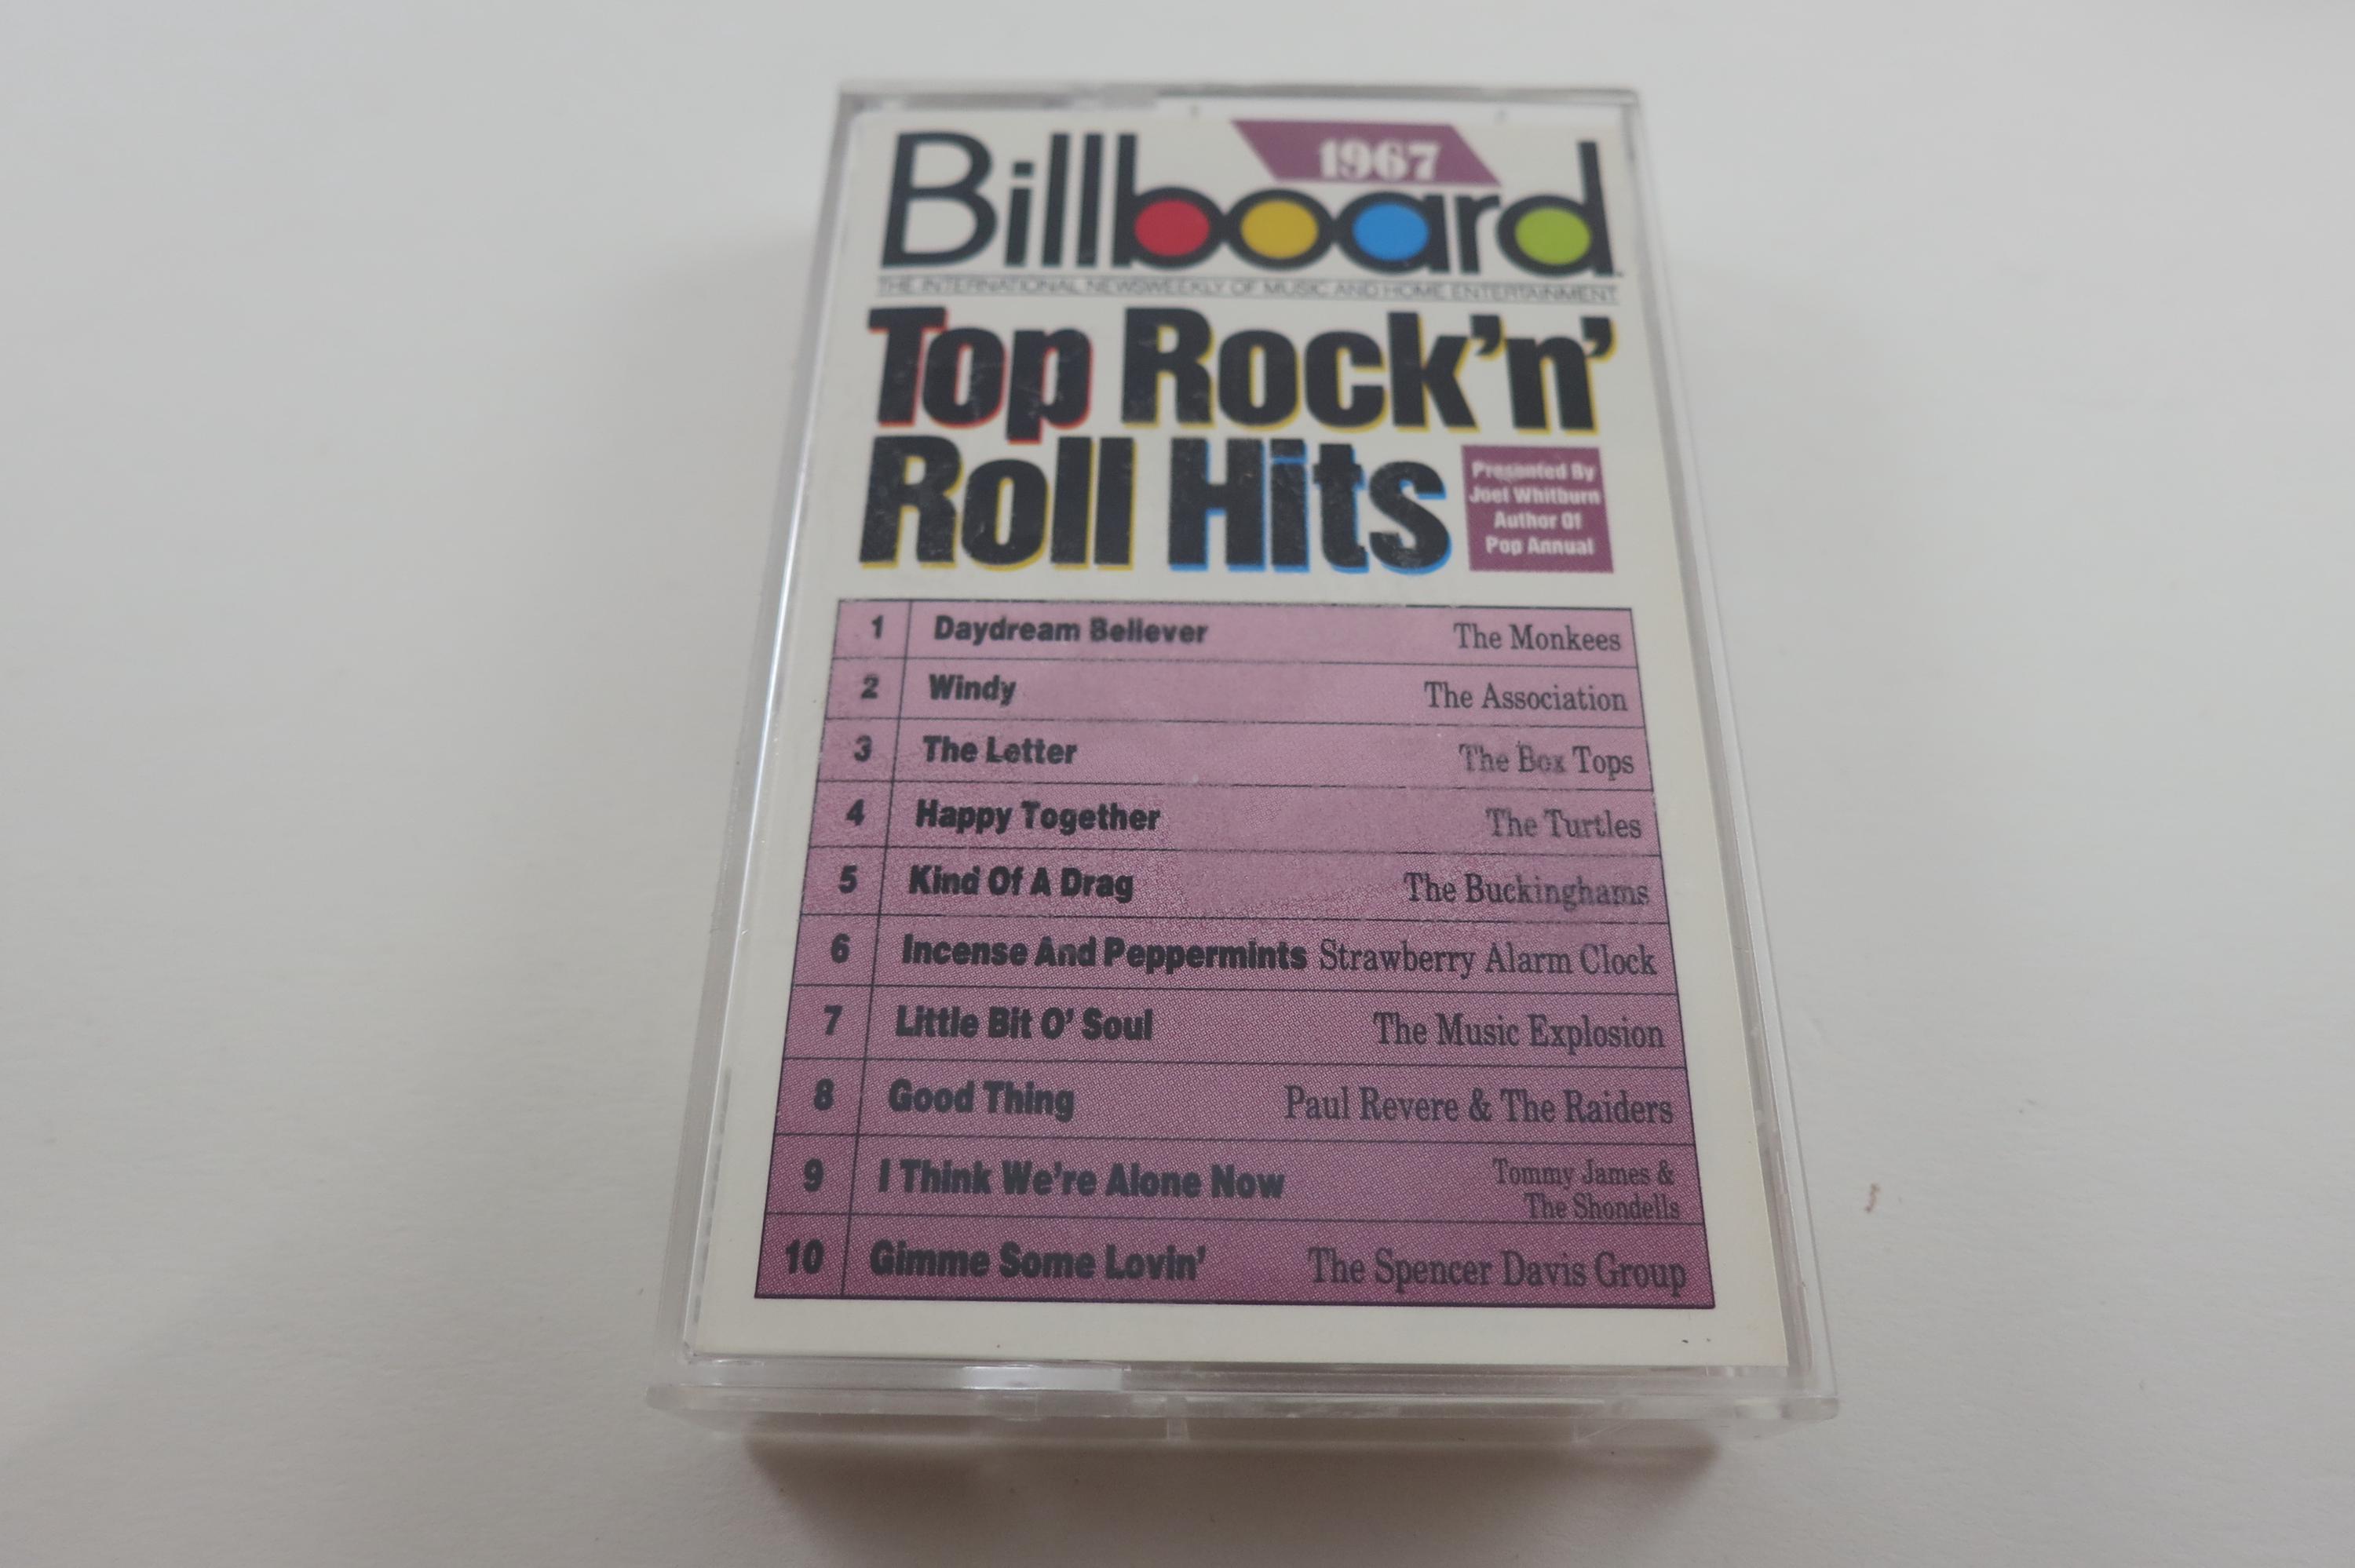 1967
Billboard
THE INTERNATIONAL NEWSWEEKLY OF MUSIC AND HOME ENTERTAINMENT
Top Rock'n'
Roll Hits
Presented By
Joel Whitburn
Author Of
Pop Annual
1 Daydream Believer The Monkees
2 Windy The Association
3 The Letter The Box Tops
4 Happy Together The Turtles
5 Kind Of A Drag The Buckinghams
6 Incense And Peppermints Strawberry Alarm Clock
7 Little Bit O' Soul The Music Explosion
8 Good Thing Paul Revere & The Raiders
9 I Think We're Alone Now Tommy James &
The Shondells
10 Gimme Some Lovin' The Spencer Davis Group